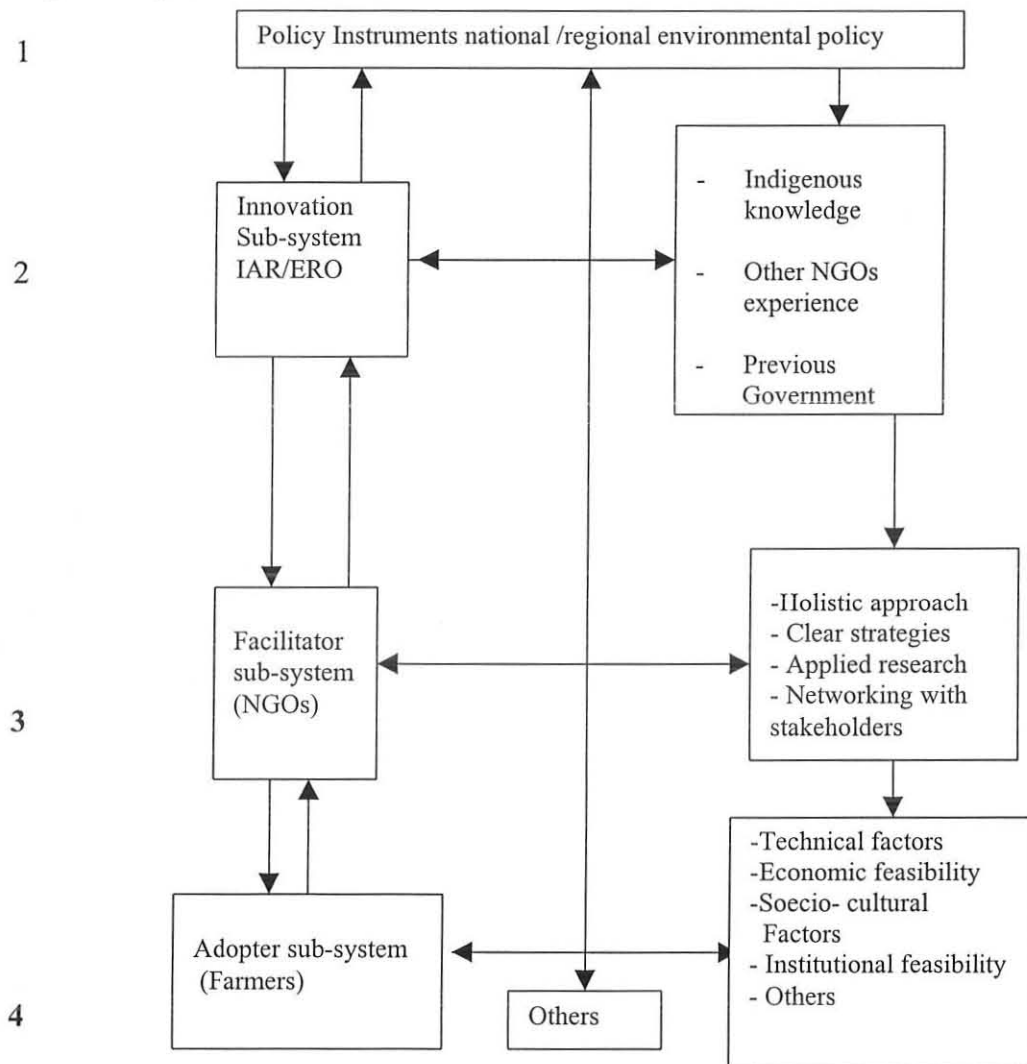 1
Policy Instruments national /regional environmental policy
Innovation
Sub-system
IAR/ERO
- Indigenous
knowledge
- Other NGOs
experience
- Previous
Government
2
Facilitator
sub-system
(NGOs)
-Holistic approach
- Clear strategies
- Applied research
- Networking with
stakeholders
3
Adopter sub-system
(Farmers)
Others
-Technical factors
-Economic feasibility
-Soecio- cultural
Factors
- Institutional feasibility
- Others
4